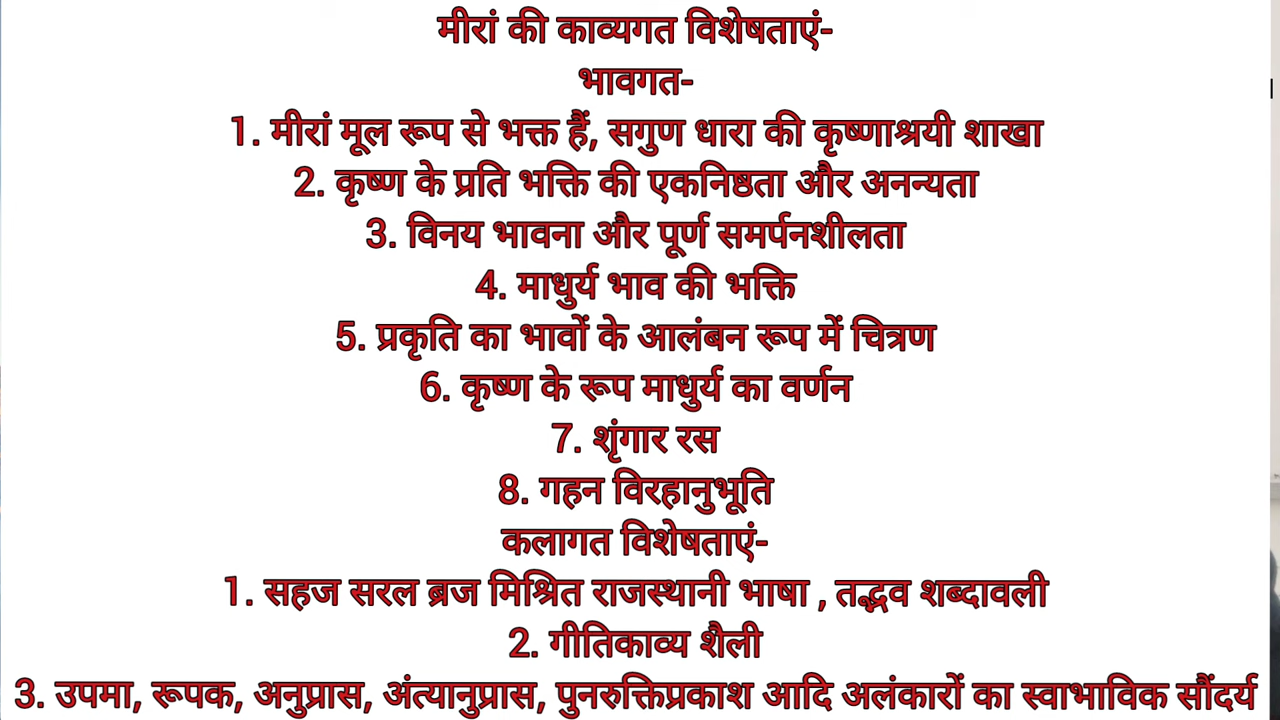 मीरां की काव्यगत विशेषताएं-
भावगत-
1. मीरां मूल रूप से भक्त हैं, सगुण धारा की कृष्णाश्रयी शाखा
2. कृष्ण के प्रति भक्ति की एकनिष्ठता और अनन्यता
3. विनय भावना और पूर्ण समर्पनशीलता
4. माधुर्य भाव की भक्ति
5. प्रकृति का भावों के आलंबन रूप में चित्रण
6. कृष्ण के रूप माधुर्य का वर्णन
7. शृंगार रस
8. गहन विरहानुभूति
कलागत विशेषताएं-
1. सहज सरल ब्रज मिश्रित राजस्थानी भाषा , तद्भव शब्दावली
2. गीतिकाव्य शैली
3. उपमा, रूपक, अनुप्रास, अंत्यानुप्रास, पुनरुक्तिप्रकाश आदि अलंकारों का स्वाभाविक सौंदर्य